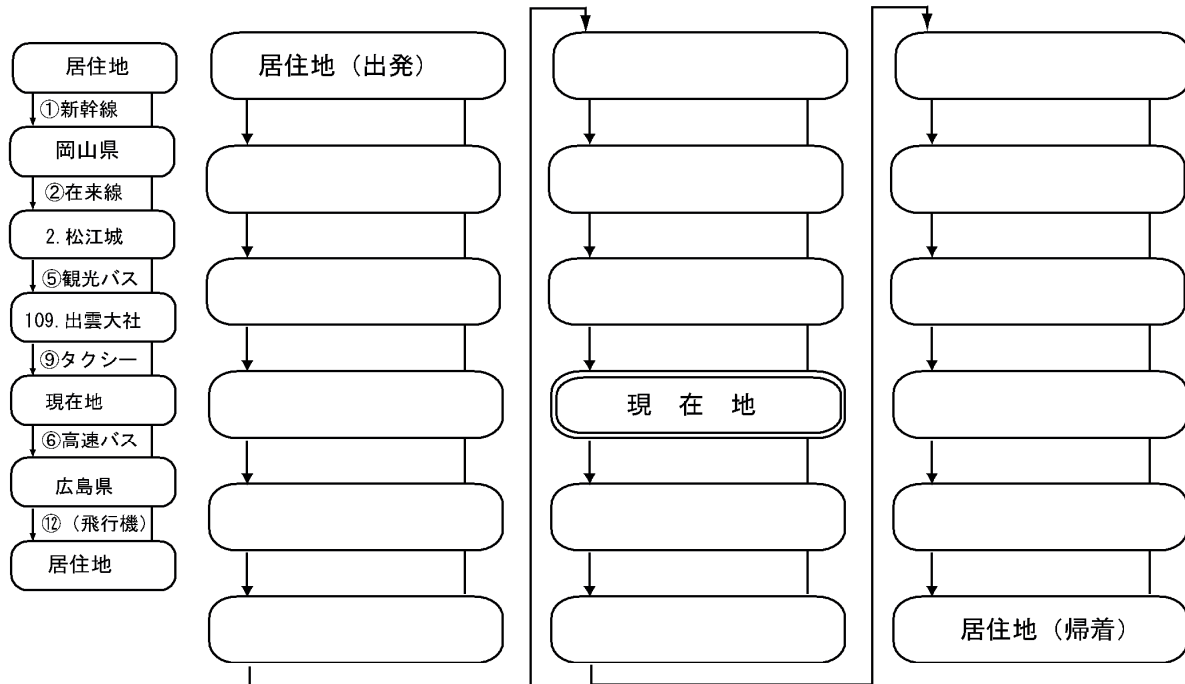 居住地
①新幹線
岡山県
②在来線
2.松江城
⑤観光バス
109.出雲大社
⑨タクシー
現在地
⑥高速バス
広島県
⑫（飛行機）
居住地
居住地（出発）
現 在 地
居住地（帰着）